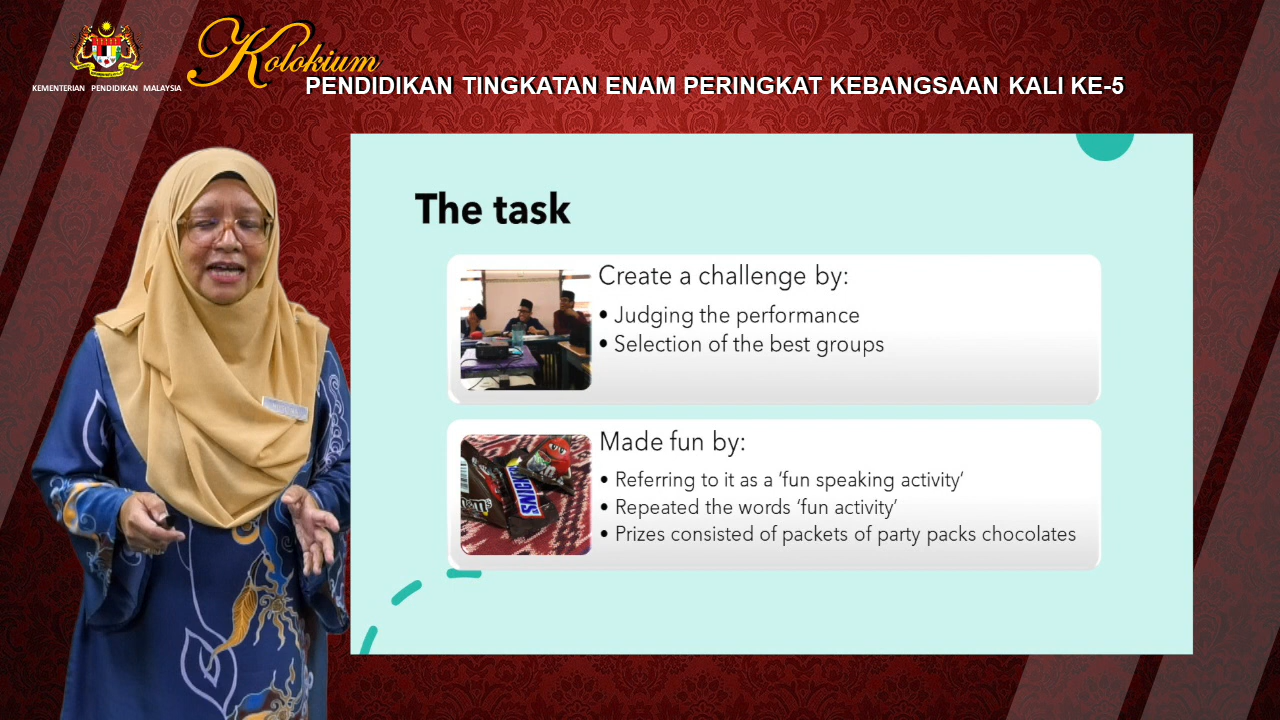 KEMENTERIAN PENDIDIKAN MALAYSIA
Kolokium
PENDIDIKAN TINGKATAN ENAM PERINGKAT KEBANGSAAN KALI KE-5
The task
Create a challenge by:
• Judging the performance
• Selection of the best groups
Made fun by:
• Referring to it as a ‘fun speaking activity’
• Repeated the words ‘fun activity’
• Prizes consisted of packets of party packs chocolates
m&m's
SNICK